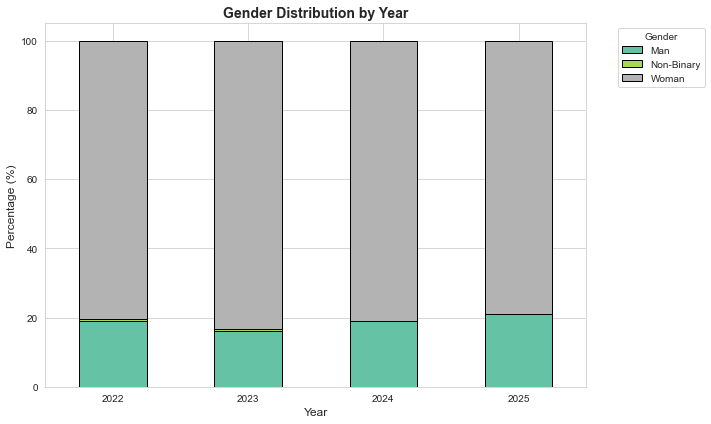 Gender Distribution by Year
Gender
Man
Non-Binary
Woman
Percentage (%)
100
80
60
40
20
0
2022 2023 2024 2025
Year